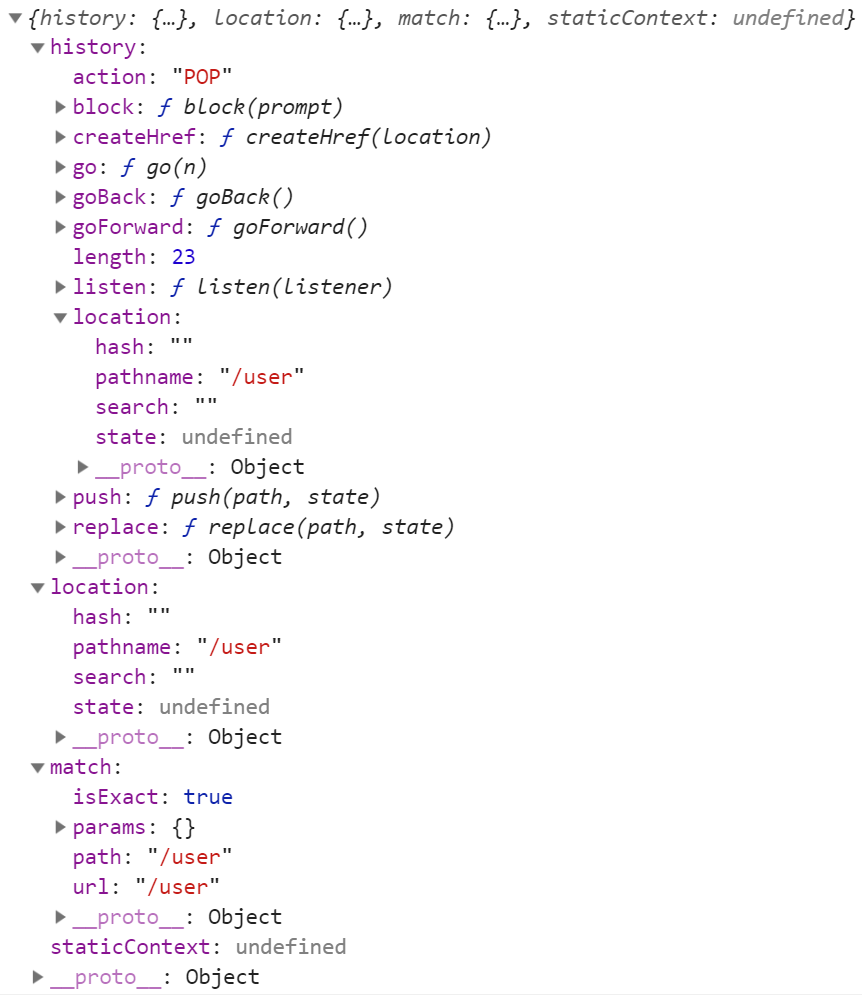 {history: {…}, location: {…}, match: {…}, staticContext: undefined}
history:
action: "POP"
block: ƒ block(prompt)
createHref: ƒ createHref(location)
go: ƒ go(n)
goBack: ƒ goBack()
goForward: ƒ goForward()
length: 23
listen: ƒ listen(listener)
location:
hash: ""
pathname: "/user"
search: ""
state: undefined
__proto__: Object
push: ƒ push(path, state)
replace: ƒ replace(path, state)
__proto__: Object
location:
hash: ""
pathname: "/user"
search: ""
state: undefined
__proto__: Object
match:
isExact: true
params: {}
path: "/user"
url: "/user"
__proto__: Object
staticContext: undefined
__proto__: Object